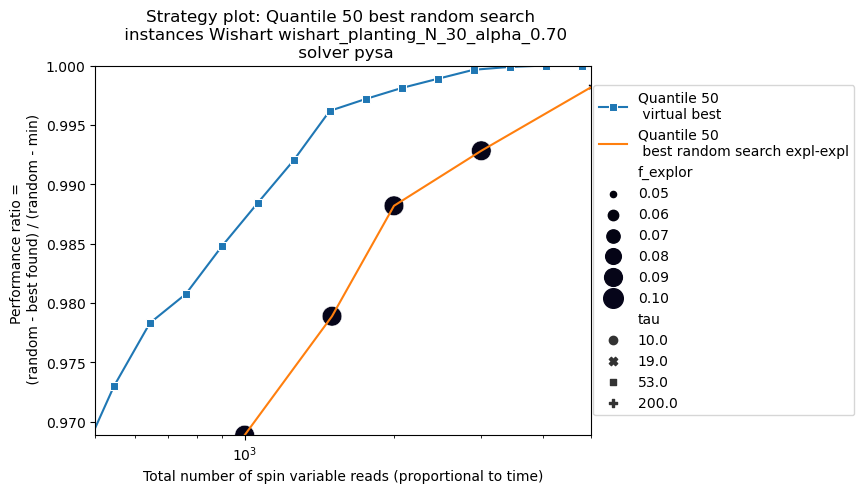 Strategy plot: Quantile 50 best random search
instances Wishart wishart_planting_N_30_alpha_0.70
solver pysa
Performance ratio =
(random - best found) / (random - min)
1.000
0.995
0.990
0.985
0.980
0.975
0.970
10^3
Total number of spin variable reads (proportional to time)
Quantile 50
virtual best
Quantile 50
best random search expl-expl
f_explor
0.05
0.06
0.07
0.08
0.09
0.10
tau
10.0
19.0
53.0
200.0